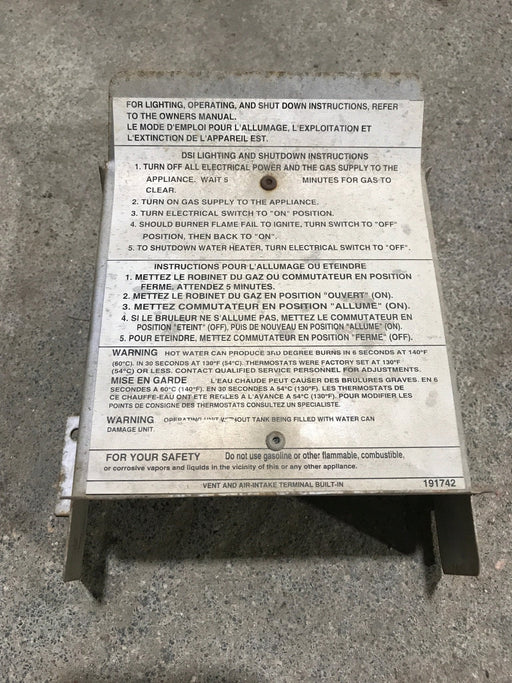 FOR LIGHTING, OPERATING, AND SHUT DOWN INSTRUCTIONS, REFER
TO THE OWNERS MANUAL.
LE MODE D'EMPLOI POUR L'ALLUMAGE, L'EXPLOITATION ET
L'EXTINCTION DE L'APPAREIL EST.
DSI LIGHTING AND SHUTDOWN INSTRUCTIONS
1. TURN OFF ALL ELECTRICAL POWER AND THE GAS SUPPLY TO THE
APPLIANCE. WAIT 5 MINUTES FOR GAS TO
CLEAR.
2. TURN ON GAS SUPPLY TO THE APPLIANCE.
3. TURN ELECTRICAL SWITCH TO "ON" POSITION.
4. SHOULD BURNER FLAME FAIL TO IGNITE, TURN SWITCH TO "OFF"
POSITION, THEN BACK TO "ON".
5. TO SHUTDOWN WATER HEATER, TURN ELECTRICAL SWITCH TO "OFF".
INSTRUCTIONS POUR L'ALLUMAGE OU ETEINDRE
1. METTEZ LE ROBINET DU GAZ OU COMMUTATEUR EN POSITION
FERME, ATTENDEZ 5 MINUTES.
2. METTEZ LE ROBINET DU GAZ EN POSITION "OUVERT" (ON).
3. METTEZ COMMUTATEUR EN POSITION "ALLUME" (ON).
4. SI LE BRULEUR NE S'ALLUME PAS, METTEZ LE COMMUTATEUR EN
POSITION "ETEINT" (OFF), PUIS DE NOUVEAU EN POSITION "ALLUME" (ON).
5. POUR ETEINDRE, METTEZ COMMUTATEUR EN POSITION "FERME" (OFF).
WARNING HOT WATER CAN PRODUCE 3RD DEGREE BURNS IN 6 SECONDS AT 140°F
(60°C). IN 30 SECONDS AT 130°F (54°C). THERMOSTATS WERE FACTORY SET AT 130°F
(54°C) OR LESS. CONTACT QUALIFIED SERVICE PERSONNEL FOR ADJUSTMENTS.
MISE EN GARDE L'EAU CHAUDE PEUT CAUSER DES BRULURES GRAVES. EN 6
SECONDES A 60°C (140°F). EN 30 SECONDES A 54°C (130°F). LES THERMOSTATS DE
CE CHAUFFE-EAU ONT ETE REGLES A L'AVANCE A 54°C (130°F). POUR MODIFIER LES
POINTS DE CONSIGNE DES THERMOSTATS CONSULTEZ UN SPECIALISTE.
WARNING OPERATING UNIT WITHOUT TANK BEING FILLED WITH WATER CAN
DAMAGE UNIT.
FOR YOUR SAFETY Do not use gasoline or other flammable, combustible,
or corrosive vapors and liquids in the vicinity of this or any other appliance.
VENT AND AIR-INTAKE TERMINAL BUILT-IN 191742